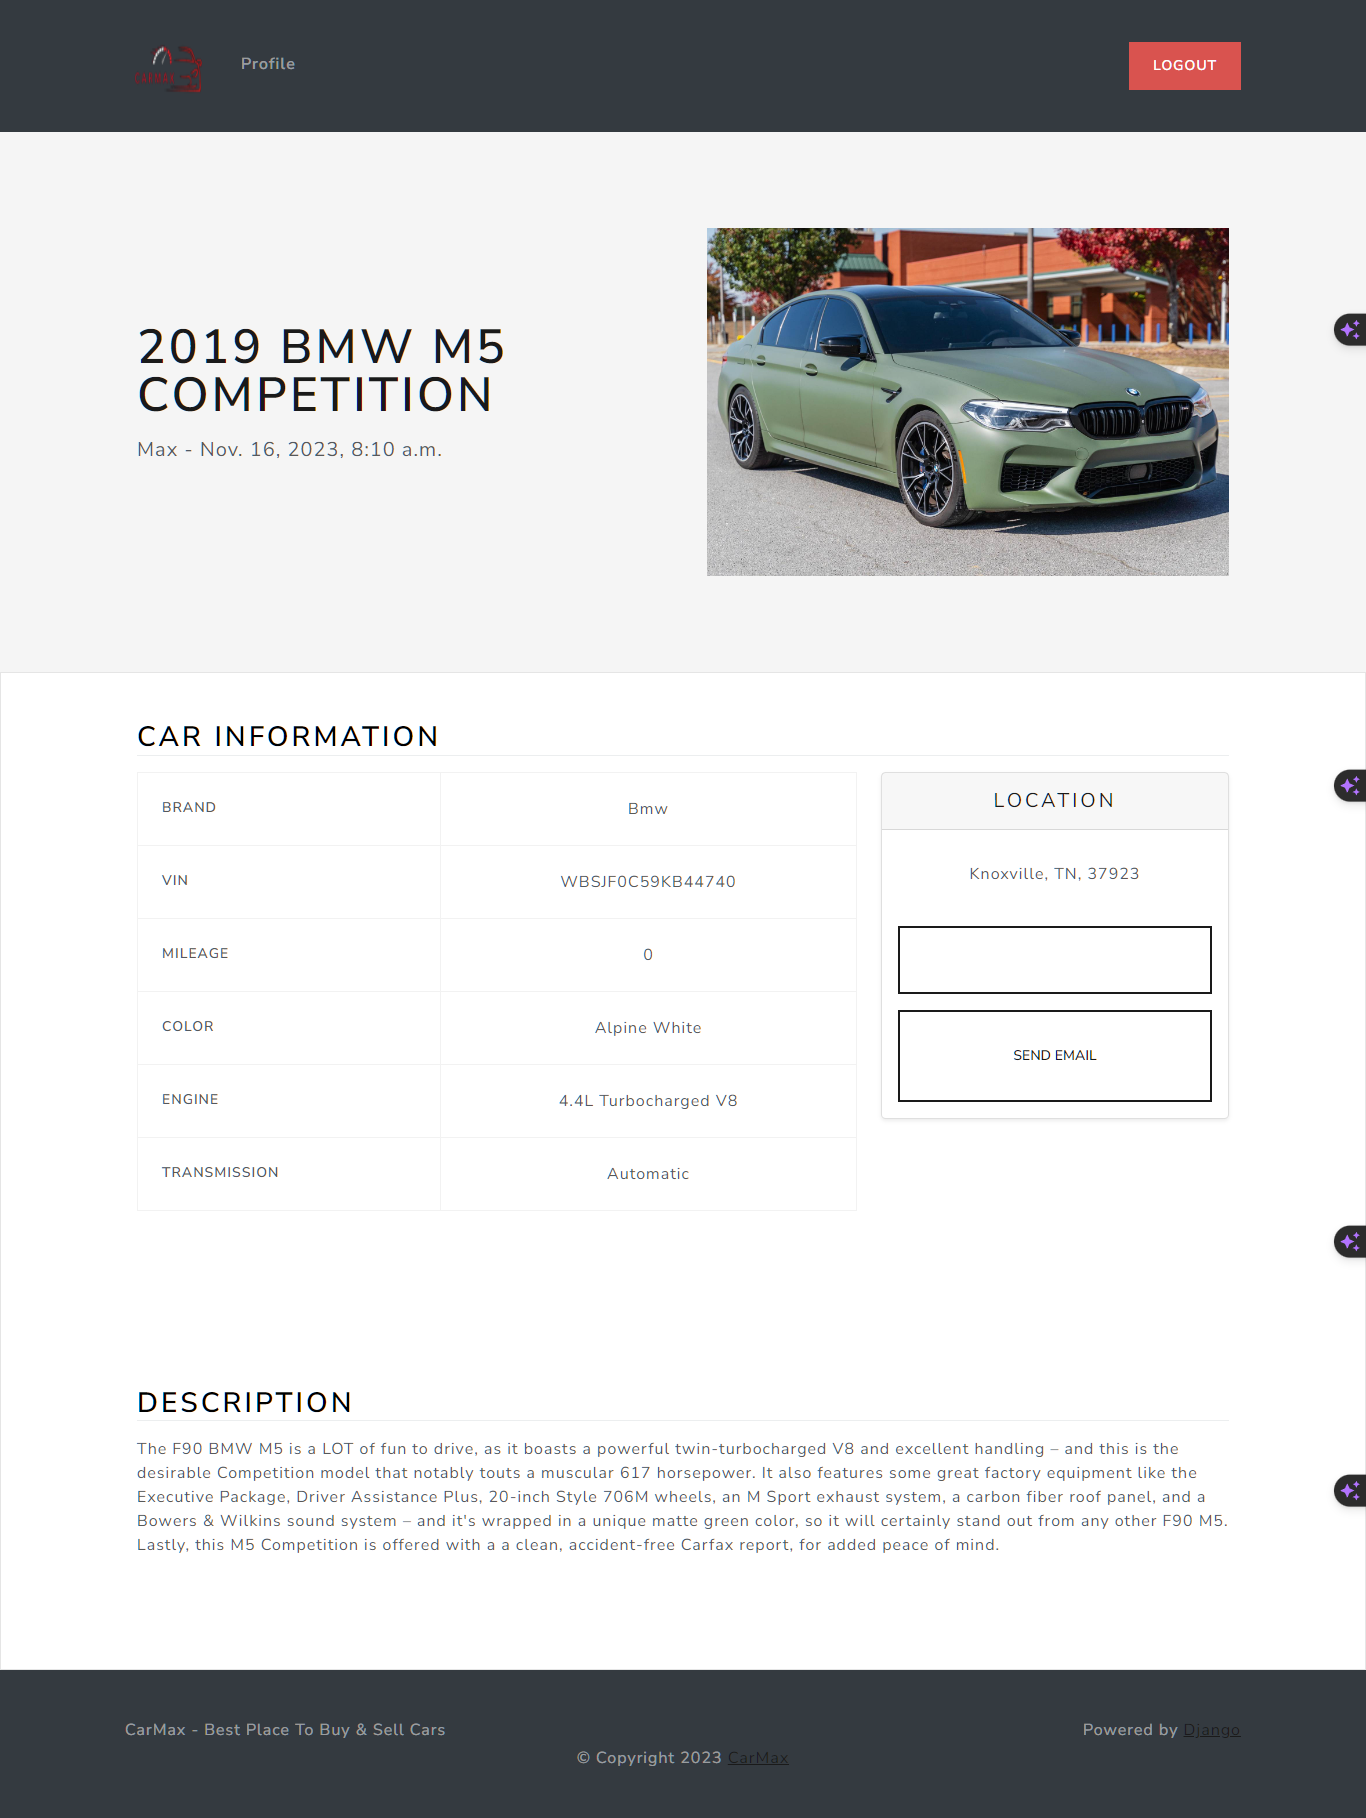 Profile
LOGOUT
2019 BMW M5
COMPETITION
Max - Nov. 16, 2023, 8:10 a.m.
CAR INFORMATION
BRAND
Bmw
VIN
WBSJF0C59KB44740
MILEAGE
0
COLOR
Alpine White
ENGINE
4.4L Turbocharged V8
TRANSMISSION
Automatic
LOCATION
Knoxville, TN, 37923
SEND EMAIL
DESCRIPTION
The F90 BMW M5 is a LOT of fun to drive, as it boasts a powerful twin-turbocharged V8 and excellent handling – and this is the
desirable Competition model that notably touts a muscular 617 horsepower. It also features some great factory equipment like the
Executive Package, Driver Assistance Plus, 20-inch Style 706M wheels, an M Sport exhaust system, a carbon fiber roof panel, and a
Bowers & Wilkins sound system – and it's wrapped in a unique matte green color, so it will certainly stand out from any other F90 M5.
Lastly, this M5 Competition is offered with a a clean, accident-free Carfax report, for added peace of mind.
CarMax - Best Place To Buy & Sell Cars
Powered by Django
© Copyright 2023 CarMax